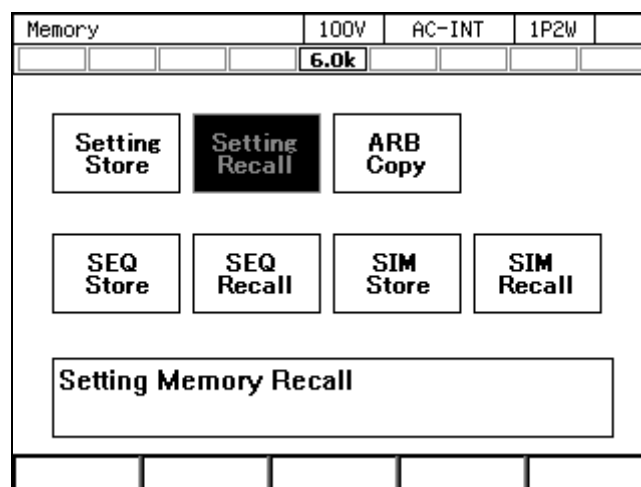 Memory 100V AC-INT 1P2W
6.0k
Setting Store
Setting Recall
ARB Copy
SEQ Store
SEQ Recall
SIM Store
SIM Recall
Setting Memory Recall